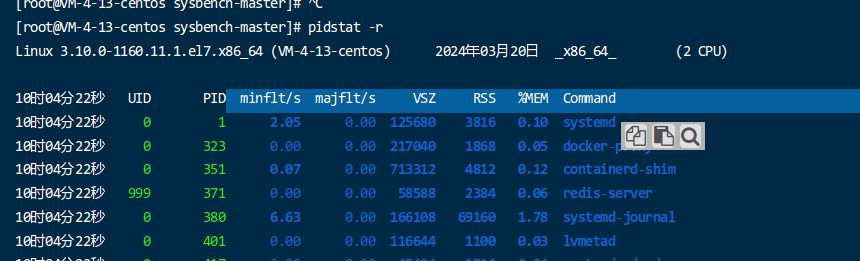 [root@VM-4-13-centos sysbench-master]# ^C
[root@VM-4-13-centos sysbench-master]# pidstat -r
Linux 3.10.0-1160.11.1.el7.x86_64 (VM-4-13-centos) 2024年03月20日 _x86_64_ (2 CPU)
10时04分22秒 UID PID minflt/s majflt/s VSZ RSS %MEM Command
10时04分22秒 0 1 2.05 0.00 125680 3816 0.10 systemd
10时04分22秒 0 323 0.00 0.00 217040 1868 0.05 docker-proxy
10时04分22秒 0 351 0.07 0.00 713312 4812 0.12 containerd-shim
10时04分22秒 999 371 0.00 0.00 58588 2384 0.06 redis-server
10时04分22秒 0 380 6.63 0.00 166108 69160 1.78 systemd-journal
10时04分22秒 0 401 0.00 0.00 116644 1100 0.03 lvmetad